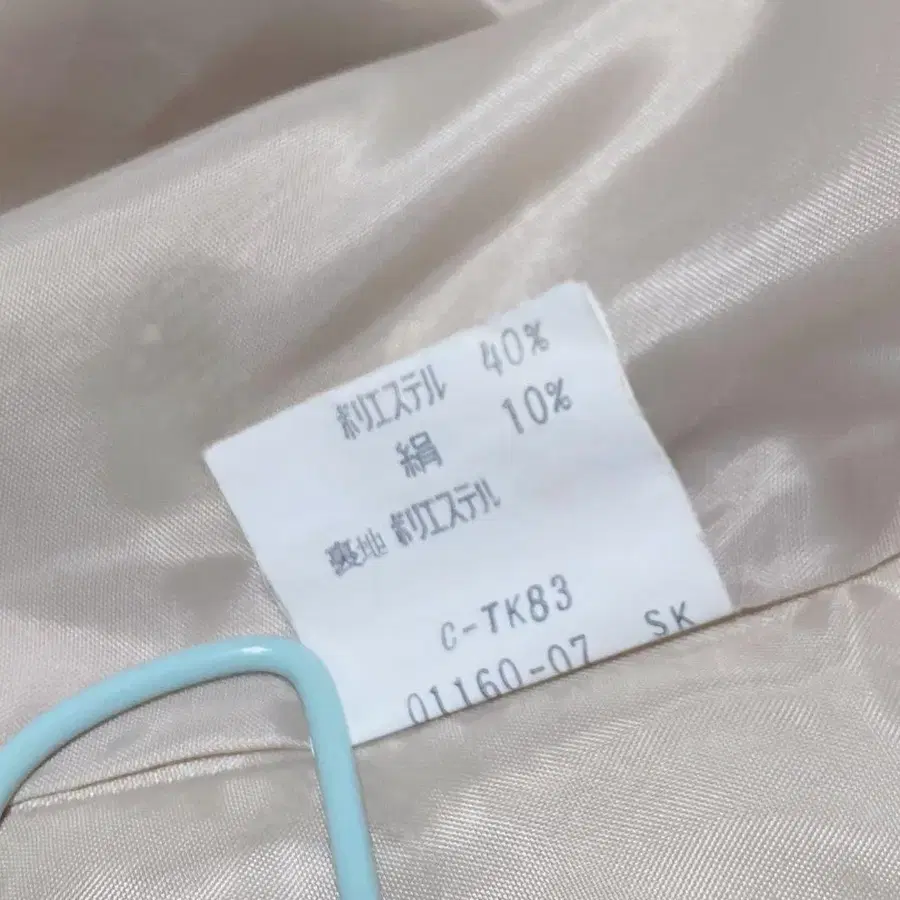 ポリエステル 40%
絹 10%
裏地 ポリエステル
C-TK83
01160-07 SK